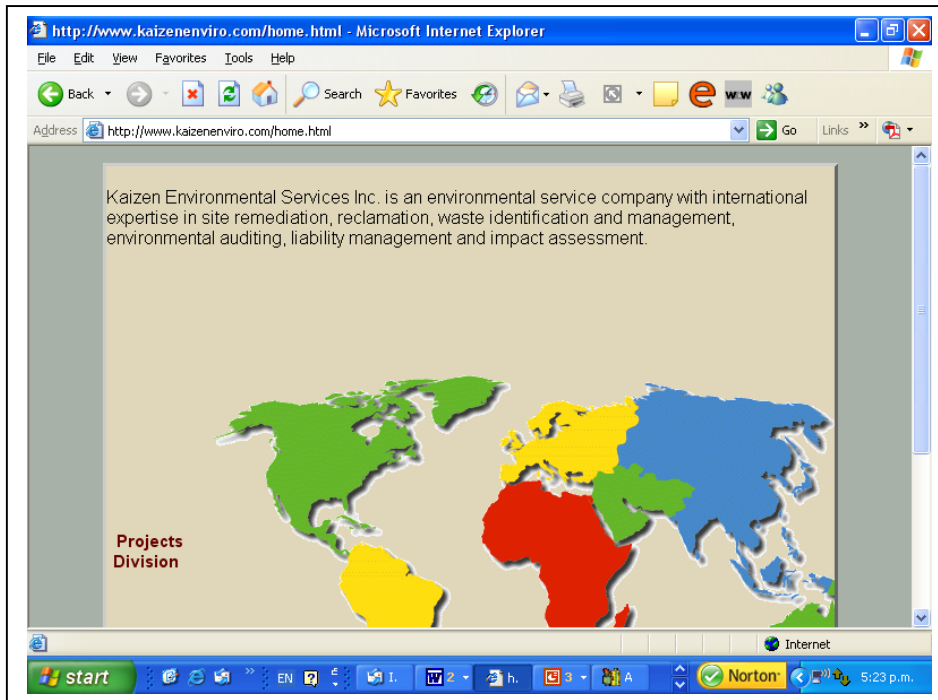 http://www.kaizenenviro.com/home.html - Microsoft Internet Explorer
File Edit View Favorites Tools Help
Back Search Favorites
Address http://www.kaizenenviro.com/home.html Go Links »
Kaizen Environmental Services Inc. is an environmental service company with international
expertise in site remediation, reclamation, waste identification and management,
environmental auditing, liability management and impact assessment.
Projects
Division
Internet
start » EN I. 2 h. 3 A Norton 5:23 p.m.